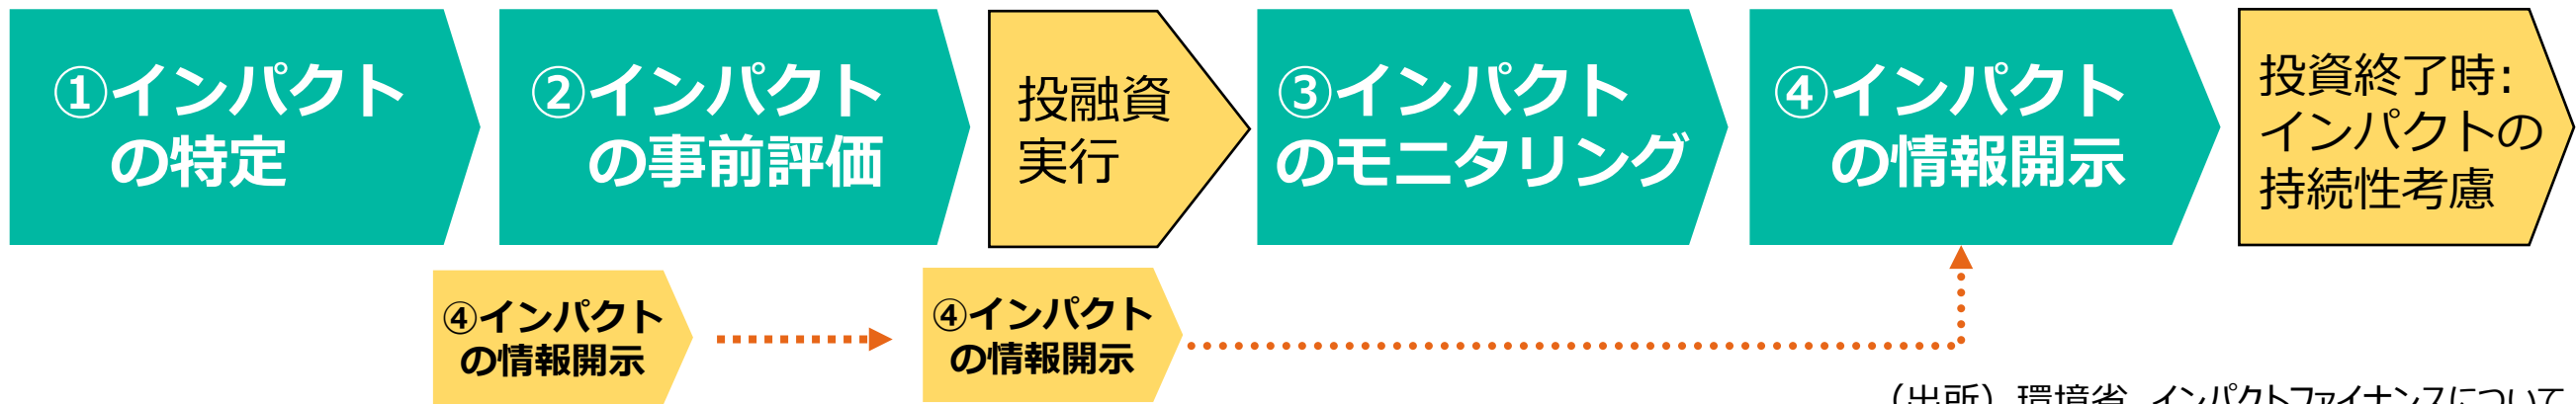 ①インパクト
の特定
②インパクト
の事前評価
投融資
実行
③インパクト
のモニタリング
④インパクト
の情報開示
投資終了時:
インパクトの
持続性考慮
④インパクト
の情報開示
④インパクト
の情報開示
（出所）環境省 インパクトファイナンスについて